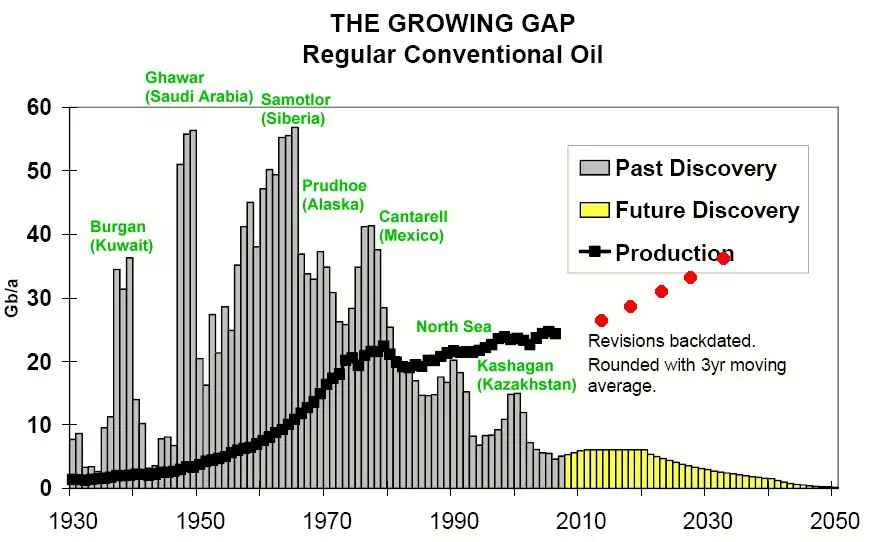 THE GROWING GAP
Regular Conventional Oil
Ghawar
(Saudi Arabia)
Samotlor
(Siberia)
Prudhoe
(Alaska)
Cantarell
(Mexico)
Burgan
(Kuwait)
North Sea
Kashagan
(Kazakhstan)
Past Discovery
Future Discovery
Production
Revisions backdated.
Rounded with 3yr moving
average.
Gb/a
60
50
40
30
20
10
0
1930
1950
1970
1990
2010
2030
2050